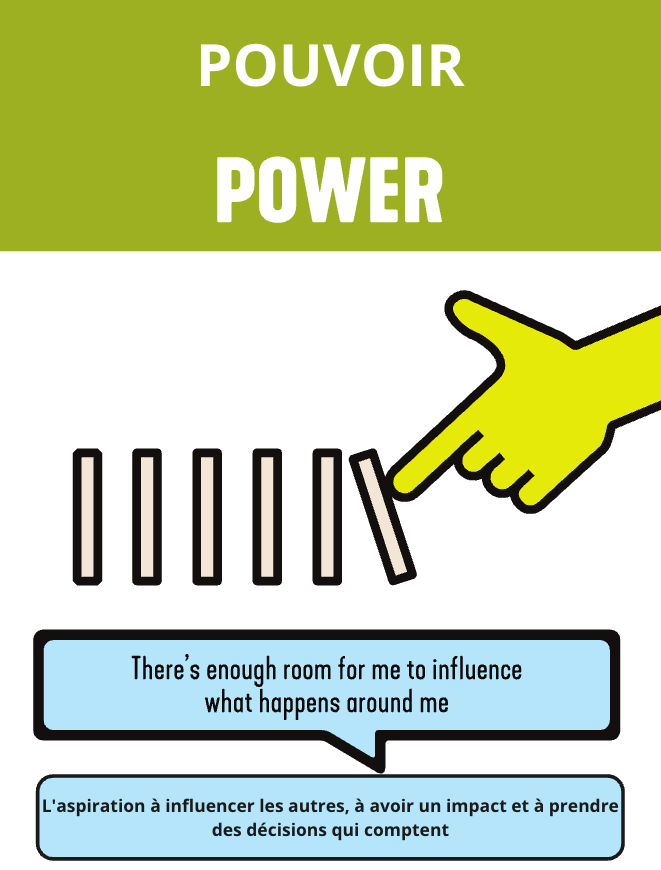 POUVOIR
POWER
There's enough room for me to influence
what happens around me
L'aspiration à influencer les autres, à avoir un impact et à prendre
des décisions qui comptent